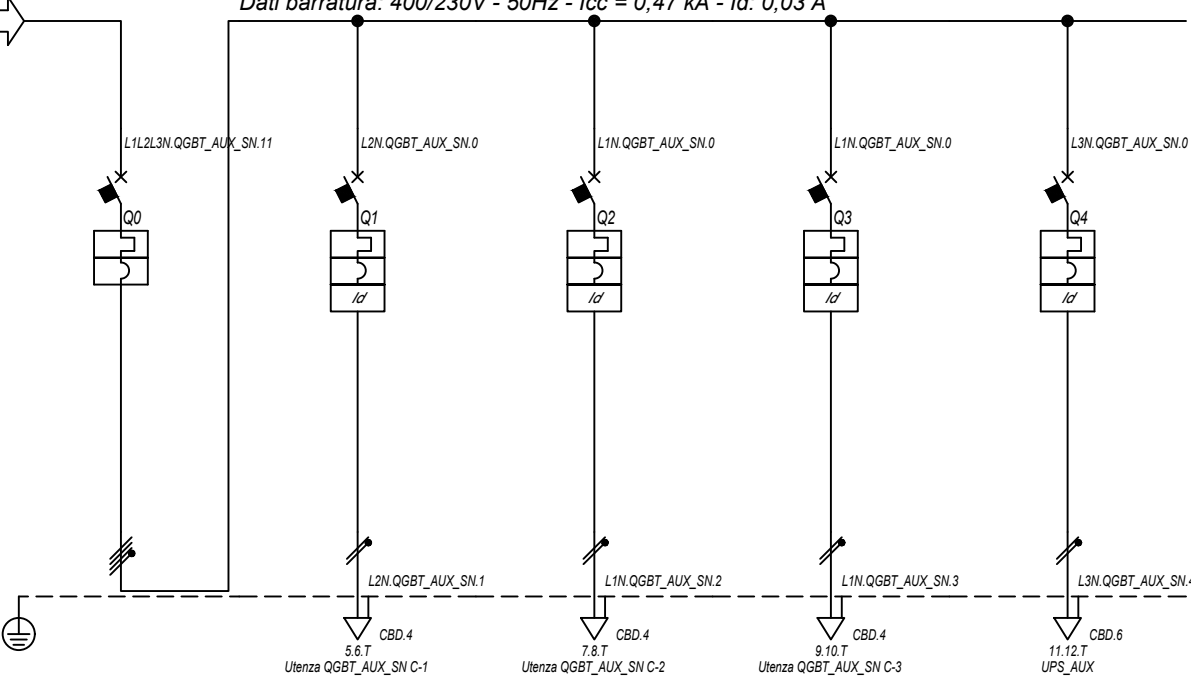 Dati barratura: 400/230V - 50Hz - Icc = 0,47 kA - Id: 0,03 A
L1L2L3N.QGBT_AUX_SN.11
L2N.QGBT_AUX_SN.0
L1N.QGBT_AUX_SN.0
L1N.QGBT_AUX_SN.0
L3N.QGBT_AUX_SN.0
Q0
Q1
Q2
Q3
Q4
Id
Id
Id
Id
L2N.QGBT_AUX_SN.1
L1N.QGBT_AUX_SN.2
L1N.QGBT_AUX_SN.3
L3N.QGBT_AUX_SN.4
CBD.4
CBD.4
CBD.4
CBD.6
5.6.T
7.8.T
9.10.T
11.12.T
Utenza QGBT_AUX_SN C-1
Utenza QGBT_AUX_SN C-2
Utenza QGBT_AUX_SN C-3
UPS_AUX